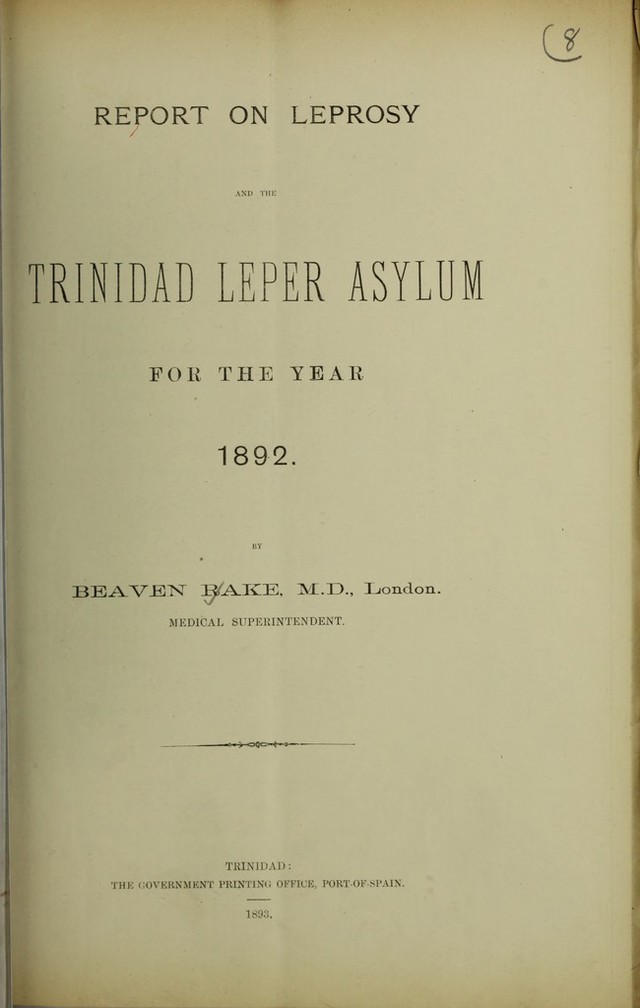 8
REPORT ON LEPROSY
AND THE
TRINIDAD LEPER ASYLUM
FOR THE YEAR
1892.
BY
BEAVEN RAKE, M.D., London.
MEDICAL SUPERINTENDENT.
TRINIDAD:
THE GOVERNMENT PRINTING OFFICE, PORT-OF-SPAIN.
1893.